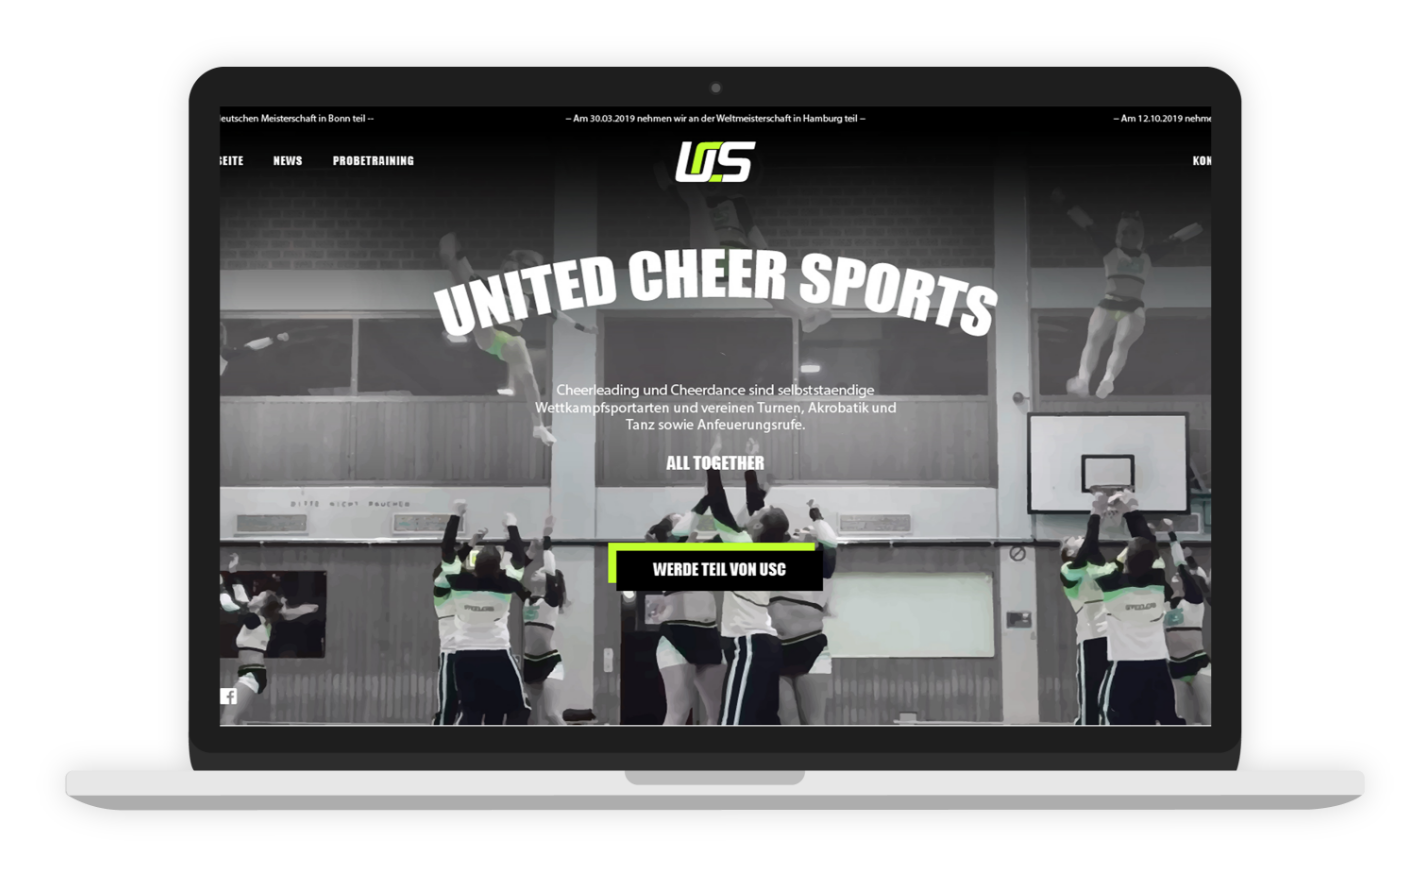 deutschen Meisterschaft in Bonn teil --
-- Am 30.03.2019 nehmen wir an der Weltmeisterschaft in Hamburg teil --
-- Am 12.10.2019 nehme
SEITE NEWS PROBETRAINING
UCS
KON
UNITED CHEER SPORTS
Cheerleading und Cheerdance sind selbststaendige
Wettkampfsportarten und vereinen Turnen, Akrobatik und
Tanz sowie Anfeuerungsrufe.
ALL TOGETHER
BITTE NICHT RAUCHEN
WERDE TEIL VON USC